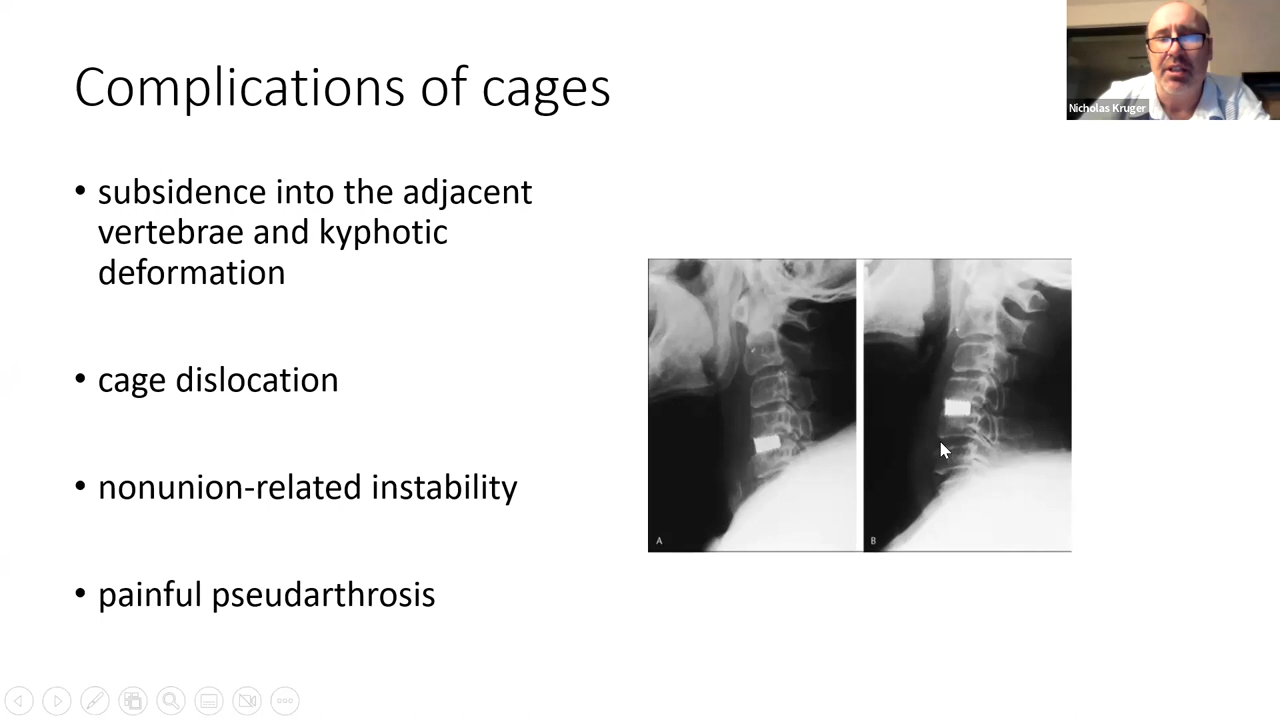 Complications of cages
Nicholas Kruger
• subsidence into the adjacent
vertebrae and kyphotic
deformation
• cage dislocation
• nonunion-related instability
• painful pseudarthrosis
A
B